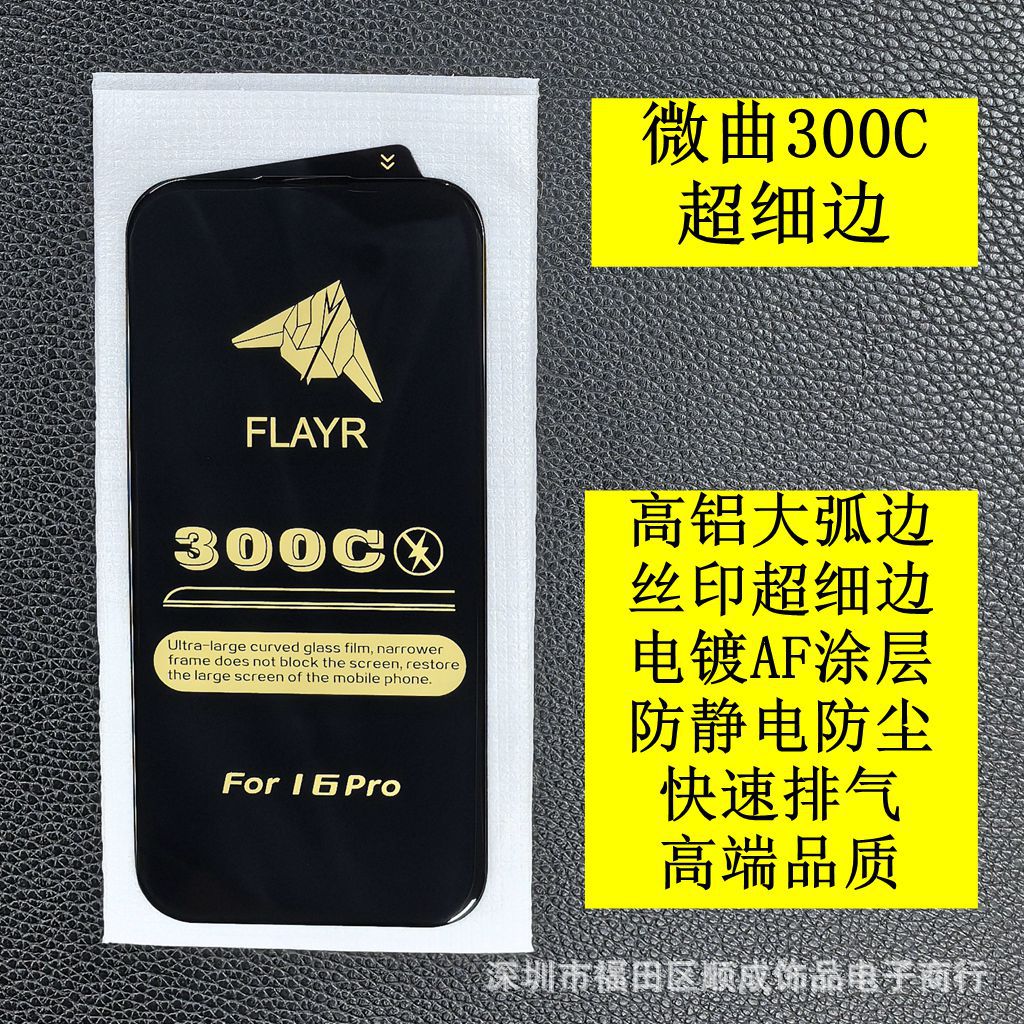 微曲300C
超细边
FLAYR
300C
Ultra-large curved glass film, narrower
frame does not block the screen, restore
the large screen of the mobile phone.
For 16 Pro
高铝大弧边
丝印超细边
电镀AF涂层
防静电防尘
快速排气
高端品质
深圳市福田区顺成饰品电子商行